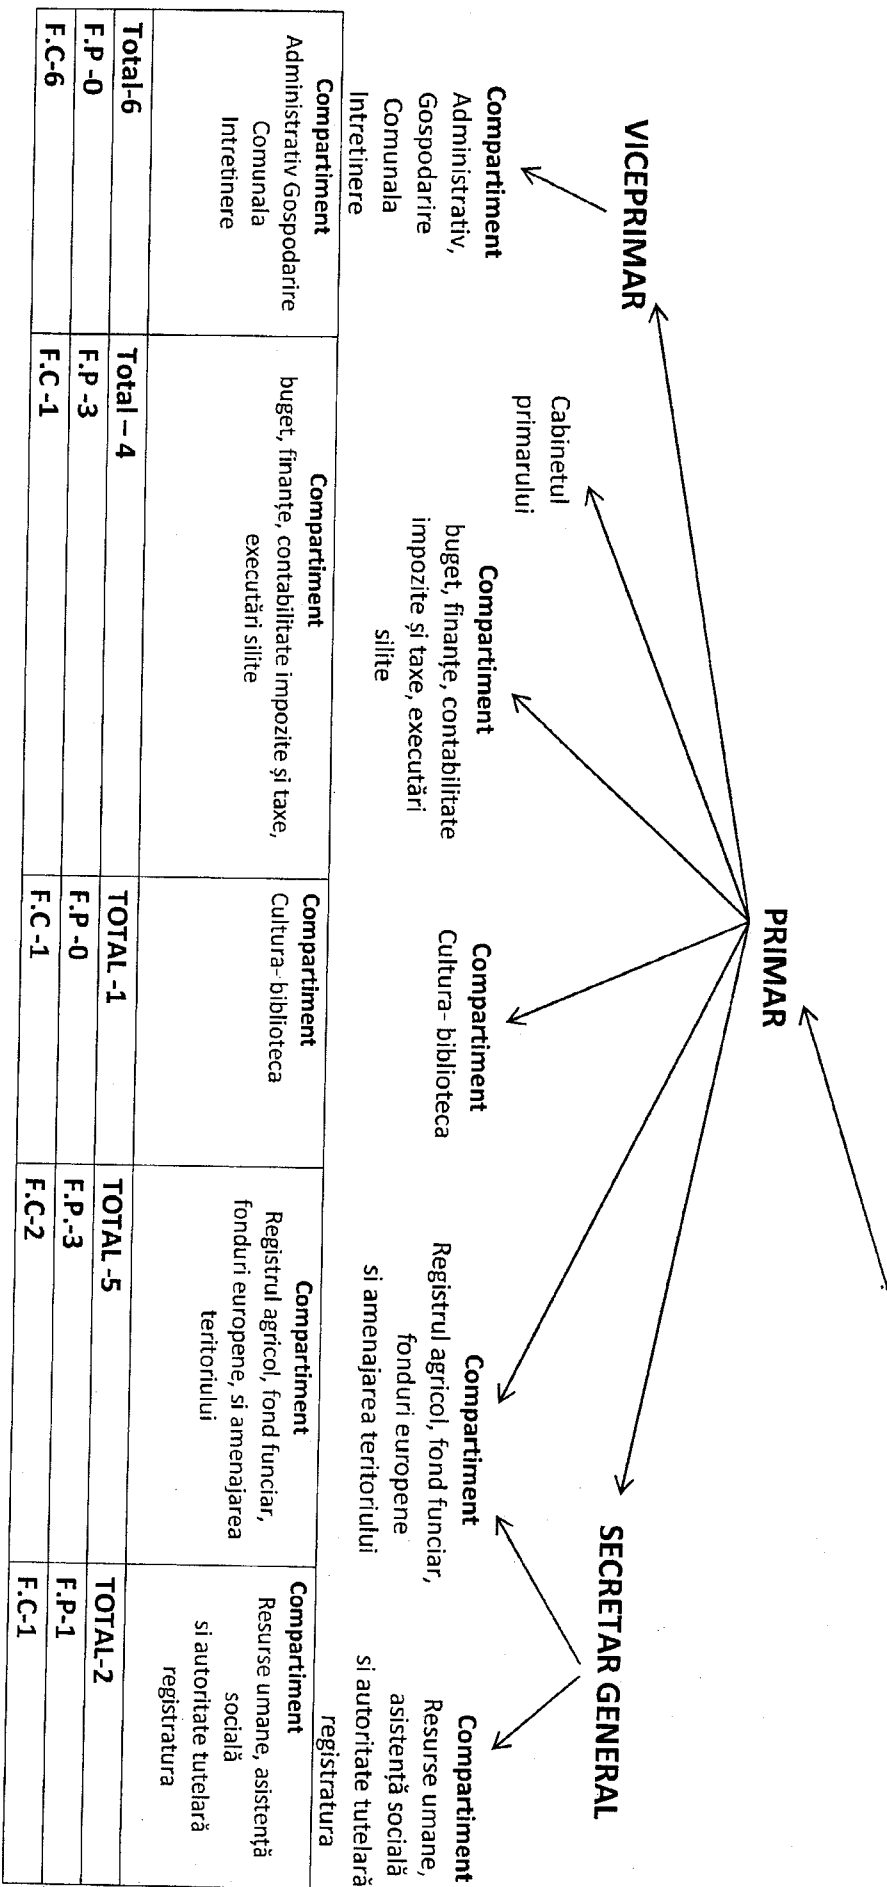 PRIMAR
VICEPRIMAR
SECRETAR GENERAL
Cabinetul
primarului
Compartiment
Administrativ,
Gospodarire
Comunala
Intretinere
Compartiment
buget, finanțe, contabilitate
impozite și taxe, executări
silite
Compartiment
Cultura- biblioteca
Compartiment
Registrul agricol, fond funciar,
fonduri europene
si amenajarea teritoriului
Compartiment
Resurse umane,
asistență socială
si autoritate tutelară
registratura
Compartiment
Administrativ Gospodarire
Comunala
Intretinere
Compartiment
buget, finanțe, contabilitate impozite și taxe,
executări silite
Compartiment
Cultura- biblioteca
Compartiment
Registrul agricol, fond funciar,
fonduri europene, si amenajarea
teritoriului
Compartiment
Resurse umane, asistență
socială
si autoritate tutelară
registratura
Total-6
Total – 4
TOTAL -1
TOTAL -5
TOTAL-2
F.P -0
F.P -3
F.P -0
F.P.-3
F.P-1
F.C-6
F.C -1
F.C -1
F.C-2
F.C-1